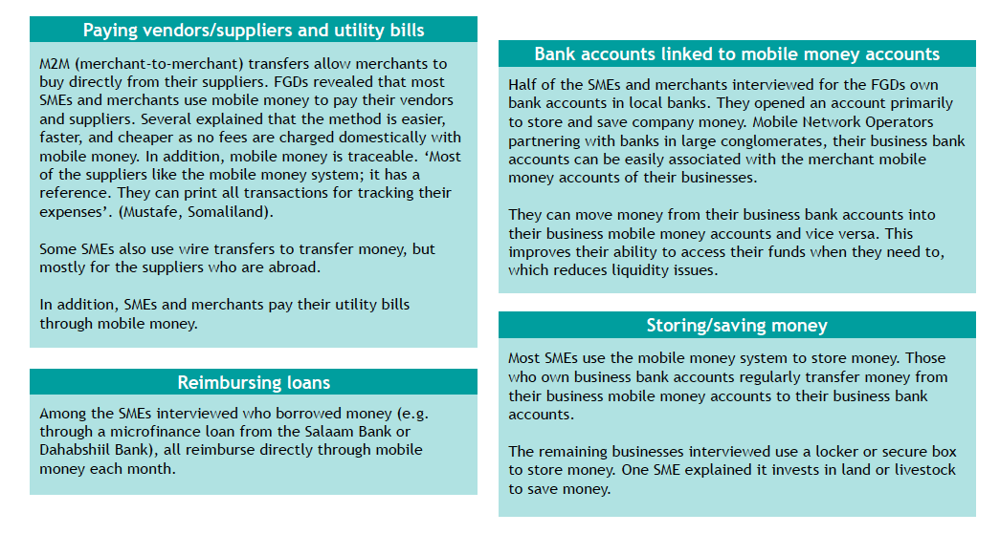 Paying vendors/suppliers and utility bills
M2M (merchant-to-merchant) transfers allow merchants to
buy directly from their suppliers. FGDs revealed that most
SMEs and merchants use mobile money to pay their vendors
and suppliers. Several explained that the method is easier,
faster, and cheaper as no fees are charged domestically with
mobile money. In addition, mobile money is traceable. ‘Most
of the suppliers like the mobile money system; it has a
reference. They can print all transactions for tracking their
expenses’. (Mustafe, Somaliland).
Some SMEs also use wire transfers to transfer money, but
mostly for the suppliers who are abroad.
In addition, SMEs and merchants pay their utility bills
through mobile money.
Reimbursing loans
Among the SMEs interviewed who borrowed money (e.g.
through a microfinance loan from the Salaam Bank or
Dahabshiil Bank), all reimburse directly through mobile
money each month.
Bank accounts linked to mobile money accounts
Half of the SMEs and merchants interviewed for the FGDs own
bank accounts in local banks. They opened an account primarily
to store and save company money. Mobile Network Operators
partnering with banks in large conglomerates, their business bank
accounts can be easily associated with the merchant mobile
money accounts of their businesses.
They can move money from their business bank accounts into
their business mobile money accounts and vice versa. This
improves their ability to access their funds when they need to,
which reduces liquidity issues.
Storing/saving money
Most SMEs use the mobile money system to store money. Those
who own business bank accounts regularly transfer money from
their business mobile money accounts to their business bank
accounts.
The remaining businesses interviewed use a locker or secure box
to store money. One SME explained it invests in land or livestock
to save money.